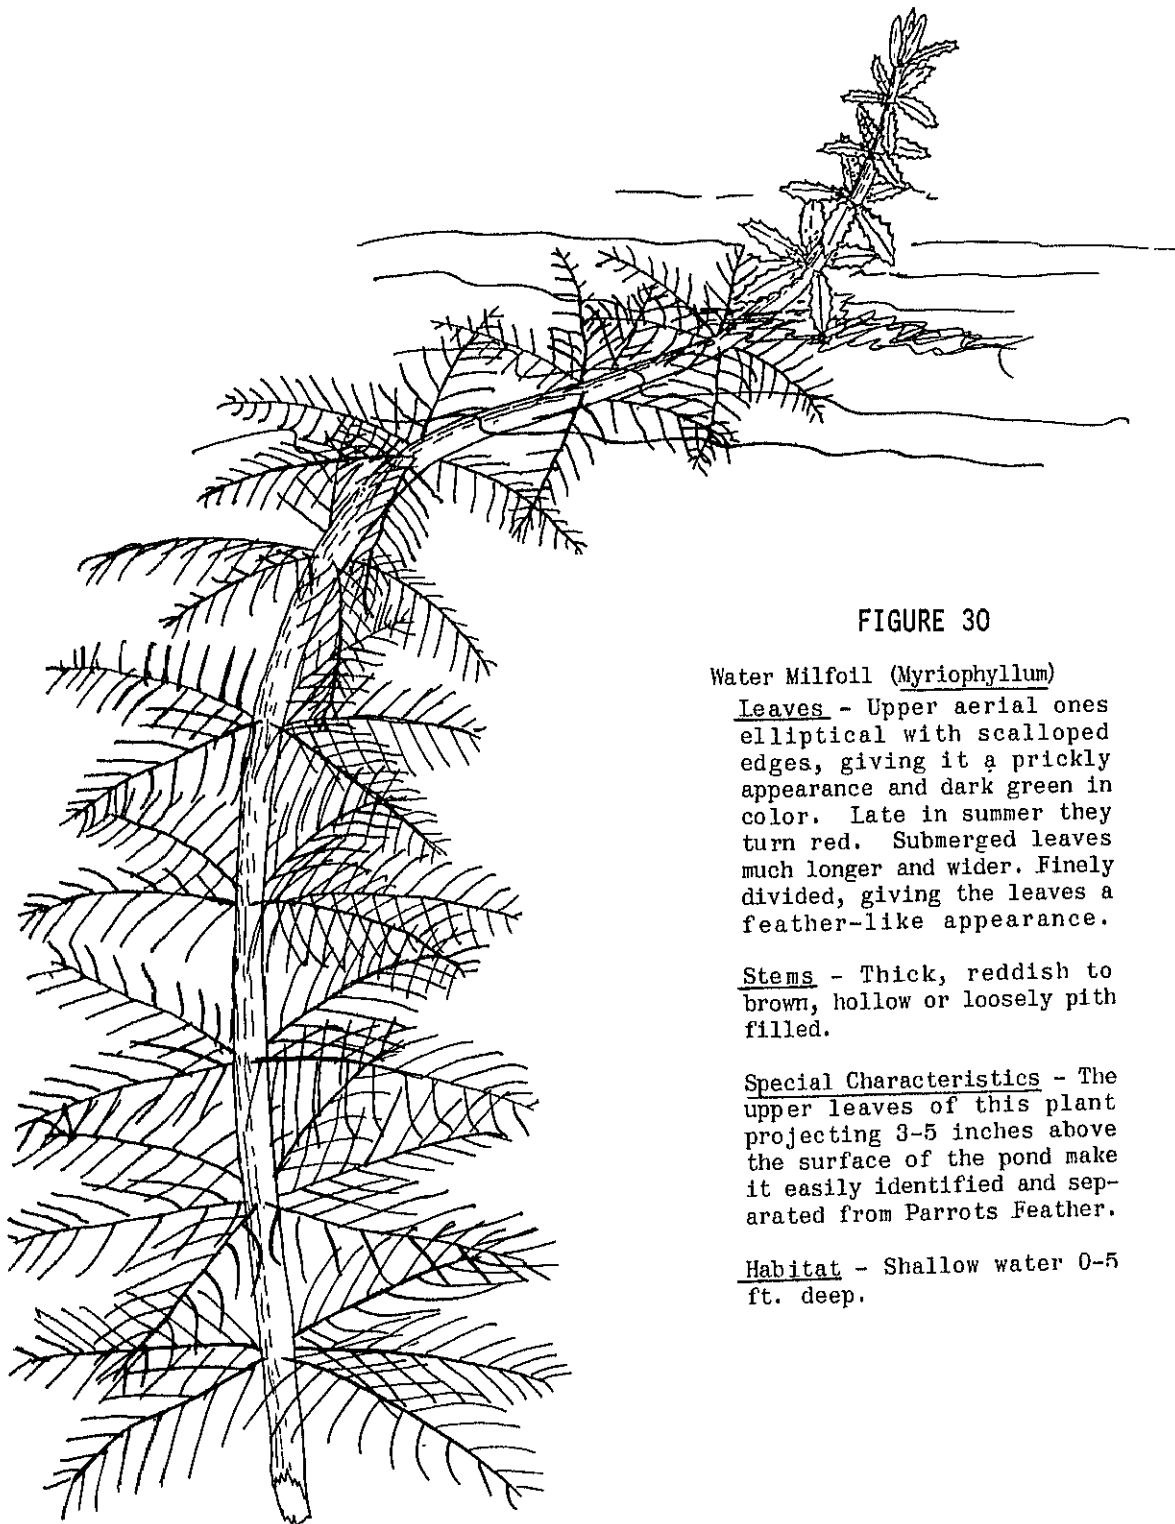 FIGURE 30
Water Milfoil (Myriophyllum)
Leaves - Upper aerial ones
elliptical with scalloped
edges, giving it a prickly
appearance and dark green in
color. Late in summer they
turn red. Submerged leaves
much longer and wider. Finely
divided, giving the leaves a
feather-like appearance.
Stems - Thick, reddish to
brown, hollow or loosely pith
filled.
Special Characteristics - The
upper leaves of this plant
projecting 3-5 inches above
the surface of the pond make
it easily identified and sep-
arated from Parrots Feather.
Habitat - Shallow water 0-5
ft. deep.